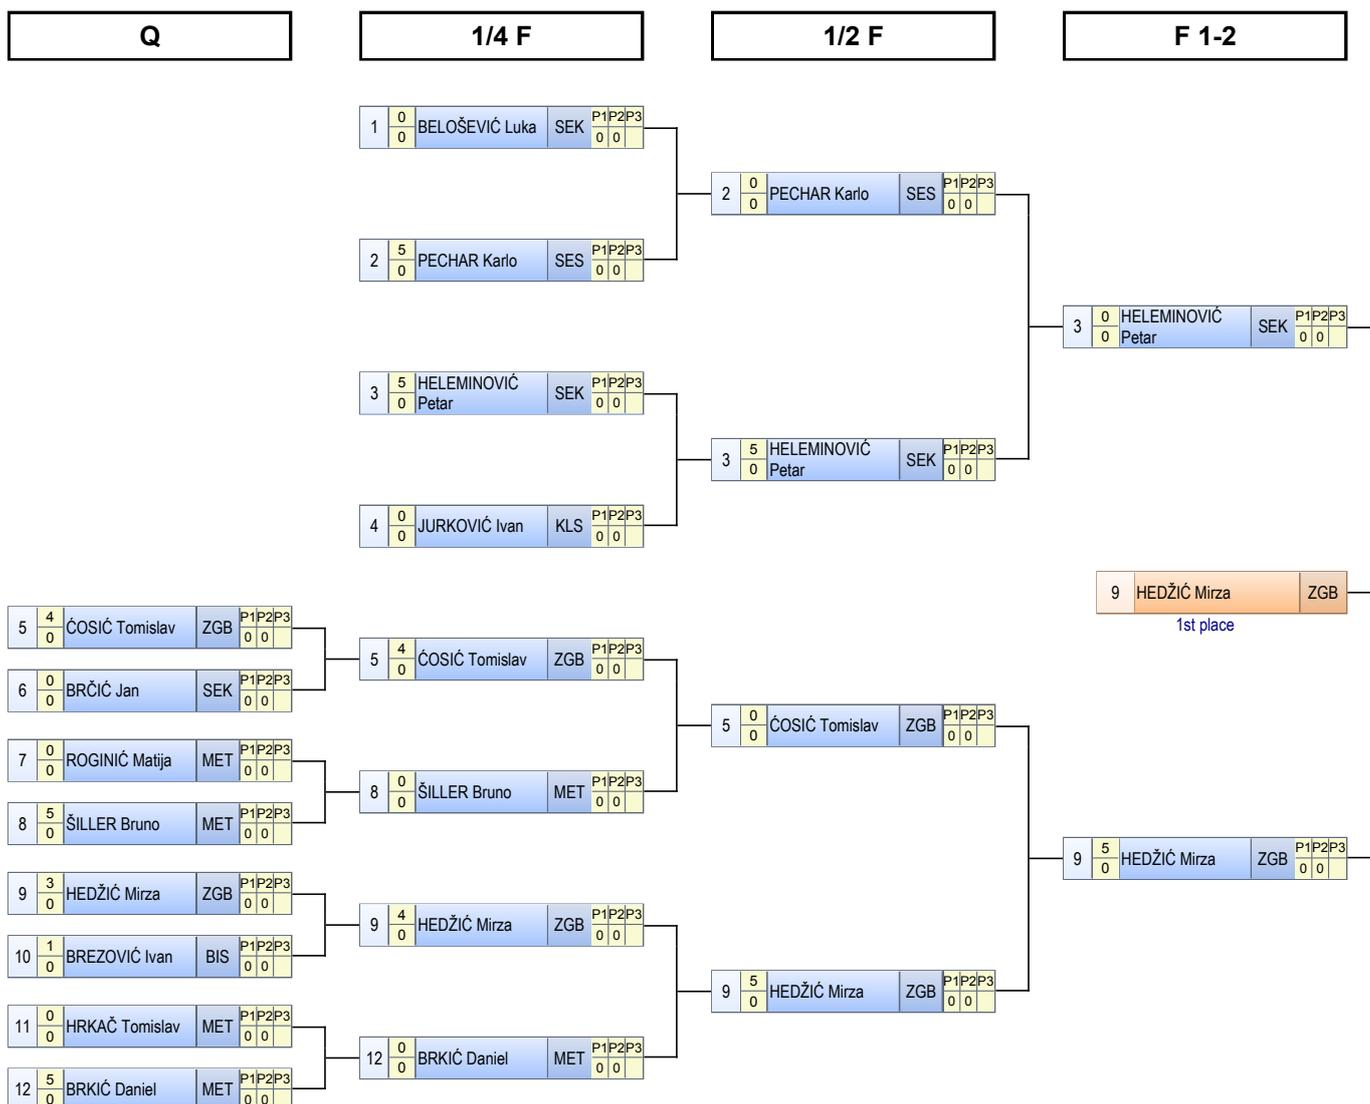 Q
1/4 F
1/2 F
F 1-2
1 0 BELOŠEVIĆ Luka SEK P1 P2 P3
0 0 0
2 5 PECHAR Karlo SES P1 P2 P3
0 0 0
3 5 HELEMINOVIĆ SEK P1 P2 P3
0 Petar 0 0
4 0 JURKOVIĆ Ivan KLS P1 P2 P3
0 0 0
2 0 PECHAR Karlo SES P1 P2 P3
0 0 0
3 5 HELEMINOVIĆ SEK P1 P2 P3
0 Petar 0 0
3 0 HELEMINOVIĆ SEK P1 P2 P3
0 Petar 0 0
9 HEDŽIĆ Mirza ZGB
1st place
5 4 ĆOSIĆ Tomislav ZGB P1 P2 P3
0 0 0
6 0 BRČIĆ Jan SEK P1 P2 P3
0 0 0
7 0 ROGINIĆ Matija MET P1 P2 P3
0 0 0
8 5 ŠILLER Bruno MET P1 P2 P3
0 0 0
9 3 HEDŽIĆ Mirza ZGB P1 P2 P3
0 0 0
10 1 BREZOVIĆ Ivan BIS P1 P2 P3
0 0 0
11 0 HRKAČ Tomislav MET P1 P2 P3
0 0 0
12 5 BRKIĆ Daniel MET P1 P2 P3
0 0 0
5 4 ĆOSIĆ Tomislav ZGB P1 P2 P3
0 0 0
8 0 ŠILLER Bruno MET P1 P2 P3
0 0 0
9 4 HEDŽIĆ Mirza ZGB P1 P2 P3
0 0 0
12 0 BRKIĆ Daniel MET P1 P2 P3
0 0 0
5 0 ĆOSIĆ Tomislav ZGB P1 P2 P3
0 0 0
9 5 HEDŽIĆ Mirza ZGB P1 P2 P3
0 0 0
9 5 HEDŽIĆ Mirza ZGB P1 P2 P3
0 0 0